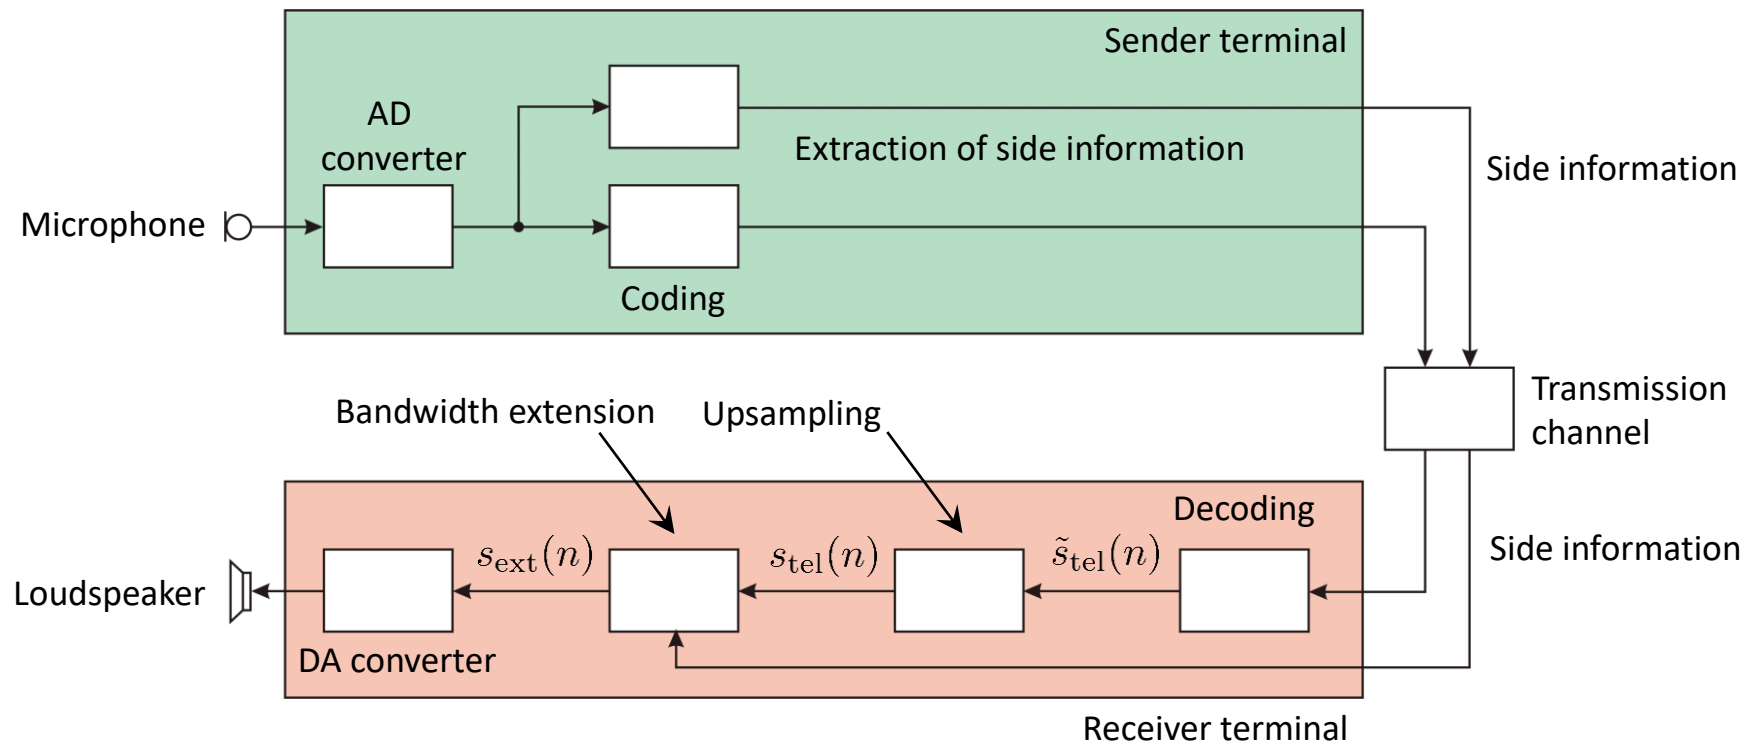 Sender terminal
AD
converter
Extraction of side information
Side information
Microphone
Coding
Transmission
channel
Bandwidth extension
Upsampling
Decoding
s_ext(n)
s_tel(n)
s̃_tel(n)
Side information
Loudspeaker
DA converter
Receiver terminal